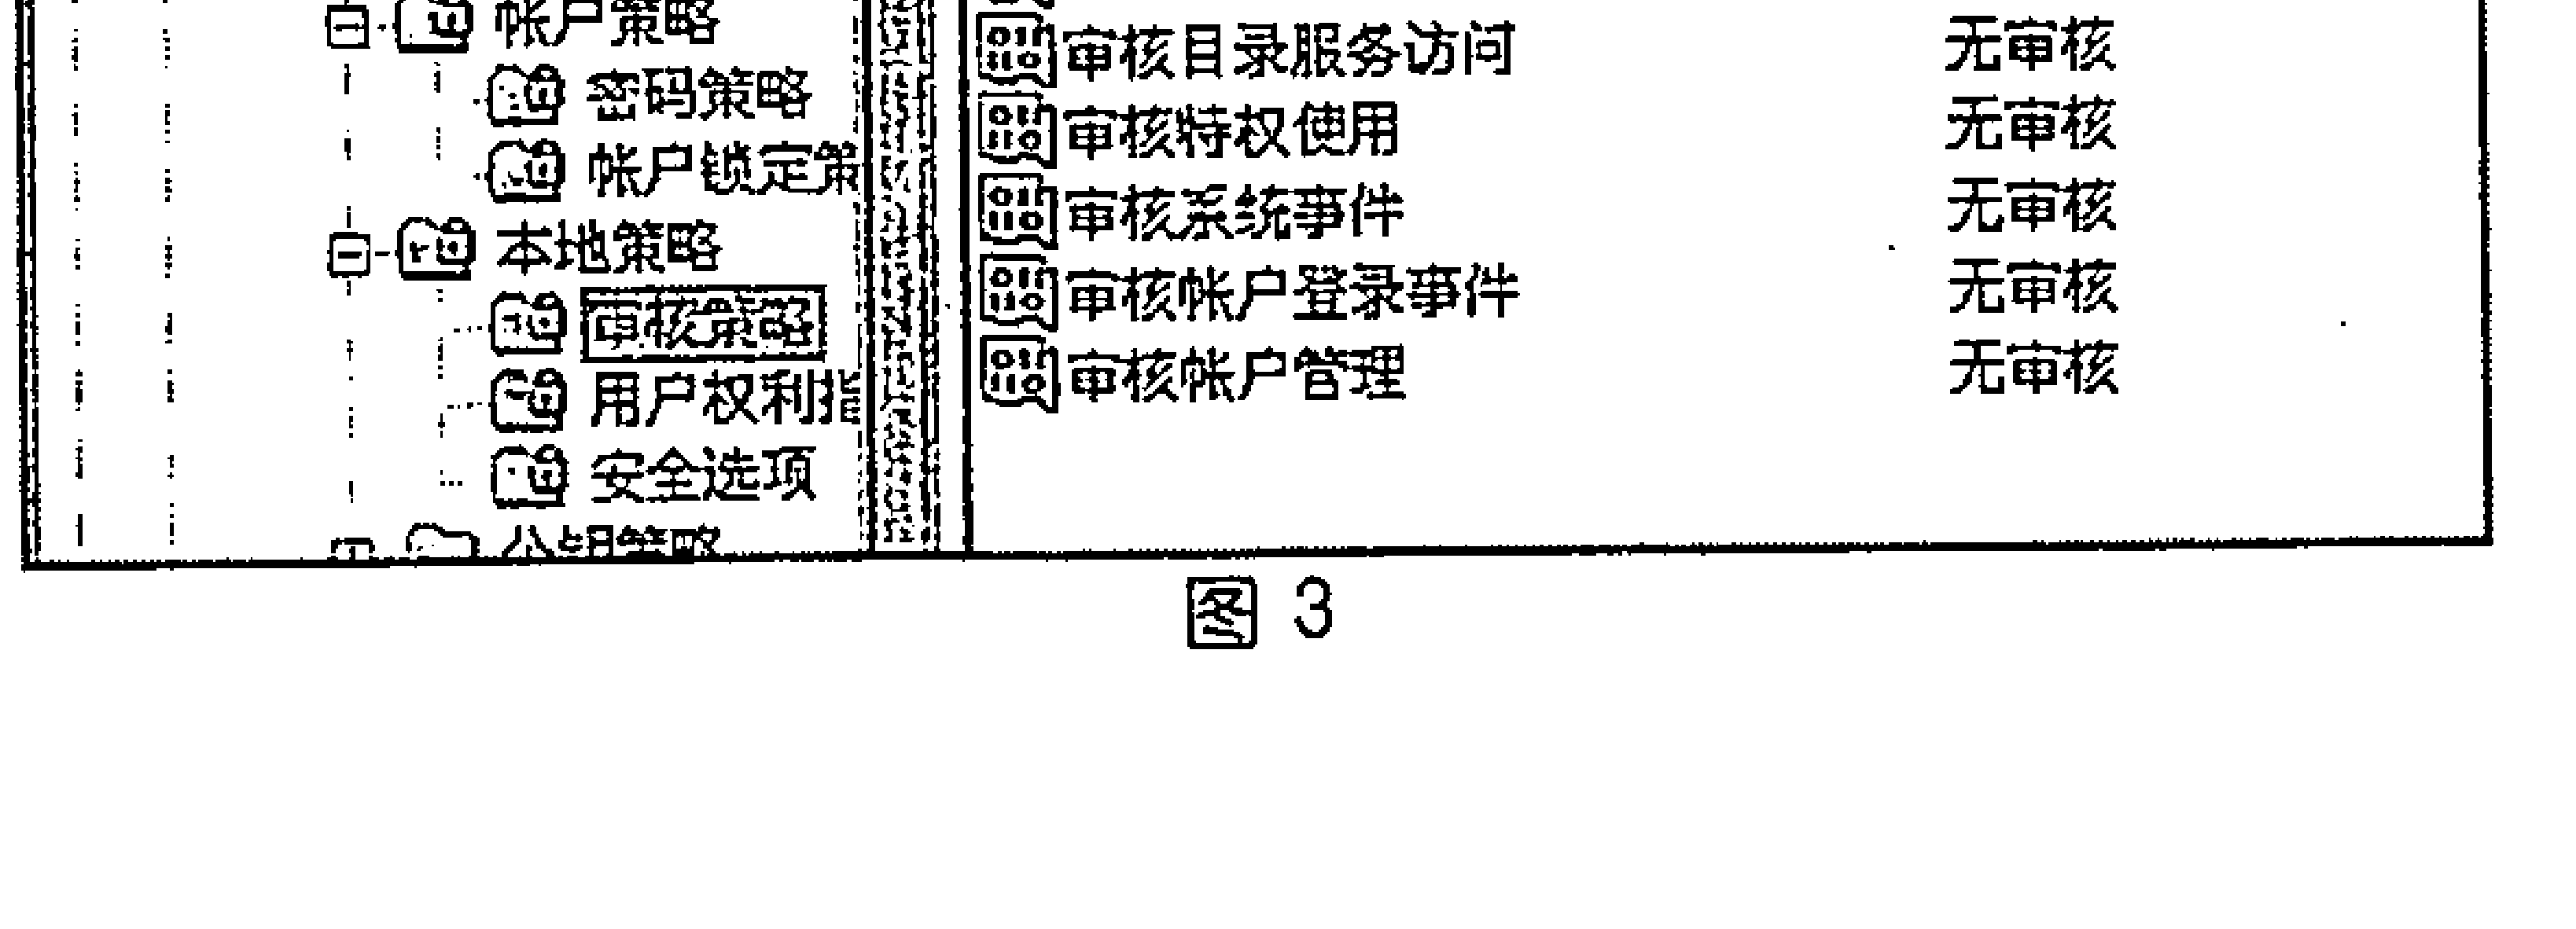 帐户策略
密码策略
帐户锁定策
本地策略
审核策略
用户权利指
安全选项
公钥策略
审核目录服务访问 无审核
审核特权使用 无审核
审核系统事件 无审核
审核帐户登录事件 无审核
审核帐户管理 无审核
图 3